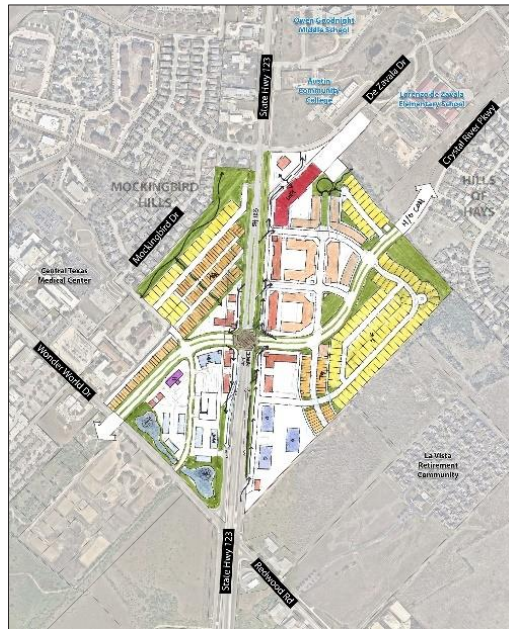 Owen Goodnight
Middle School
State Hwy 123
De Zavala Dr
Austin
Community
College
Lorenzo de Zavala
Elementary School
Crystal River Pkwy
MOCKINGBIRD
HILLS
HILLS
OF
HAYS
Mockingbird Dr
Central Texas
Medical Center
Wonder World Dr
La Vista
Retirement
Community
State Hwy 123
Redwood Rd